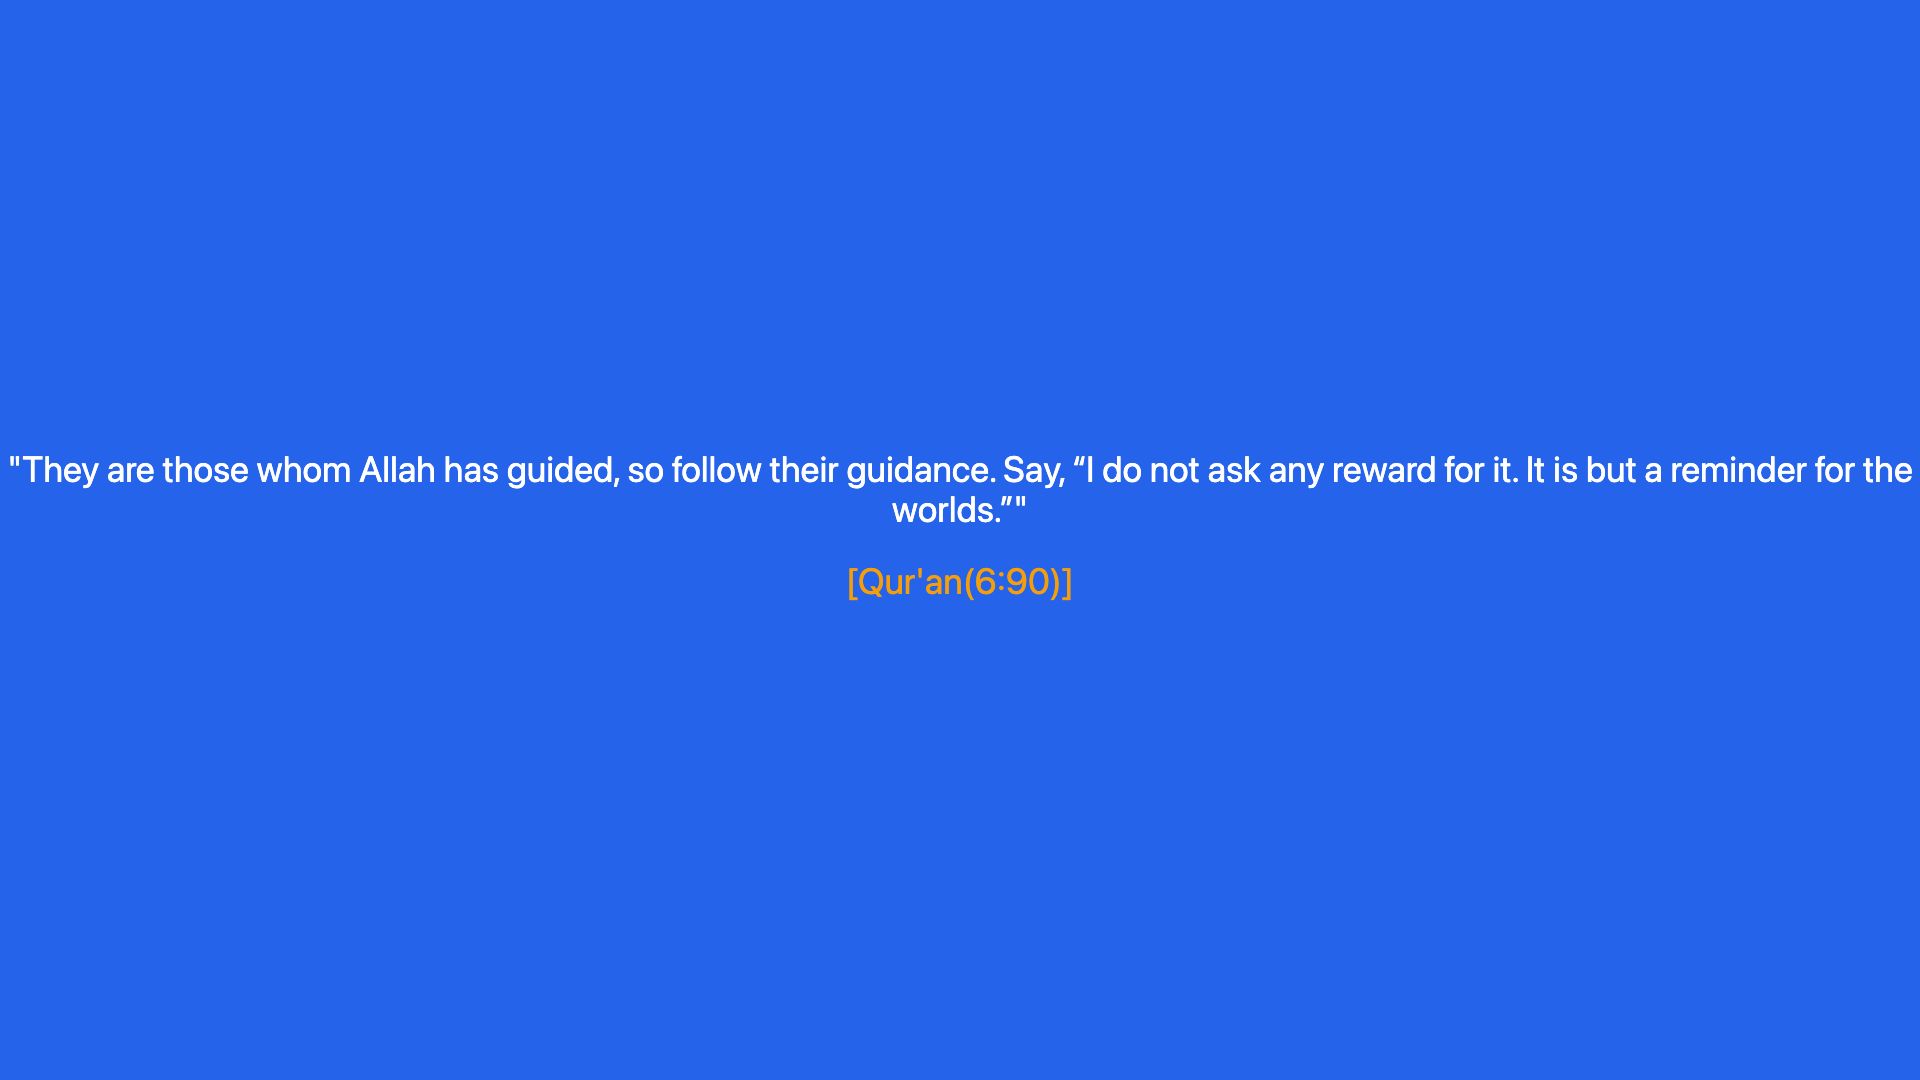 "They are those whom Allah has guided, so follow their guidance. Say, “I do not ask any reward for it. It is but a reminder for the
worlds.”"
[Qur'an(6:90)]